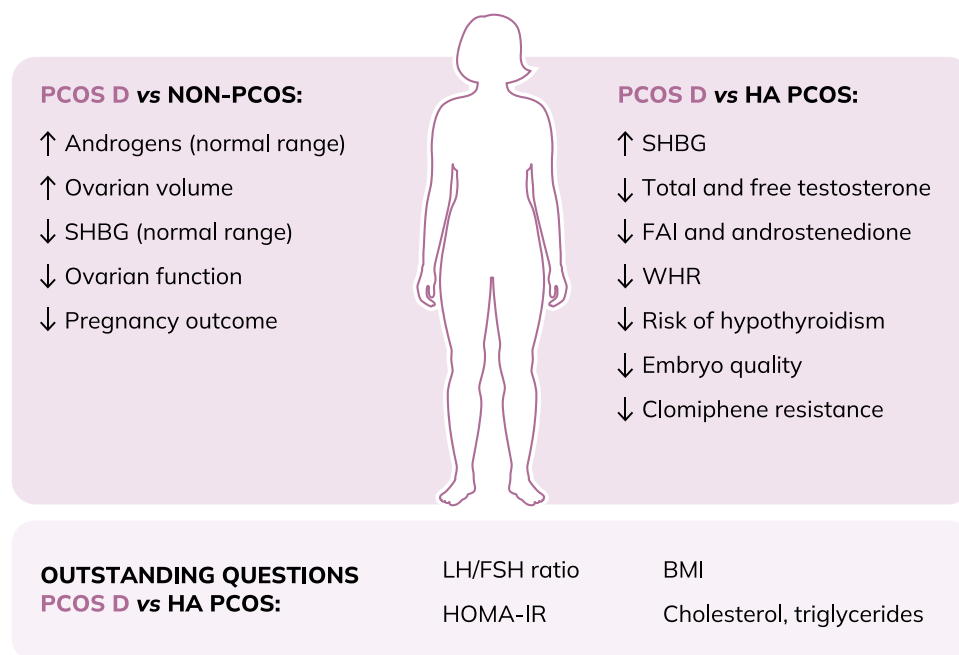 PCOS D vs NON-PCOS:
↑ Androgens (normal range)
↑ Ovarian volume
↓ SHBG (normal range)
↓ Ovarian function
↓ Pregnancy outcome
PCOS D vs HA PCOS:
↑ SHBG
↓ Total and free testosterone
↓ FAI and androstenedione
↓ WHR
↓ Risk of hypothyroidism
↓ Embryo quality
↓ Clomiphene resistance
OUTSTANDING QUESTIONS
PCOS D vs HA PCOS:
LH/FSH ratio
HOMA-IR
BMI
Cholesterol, triglycerides